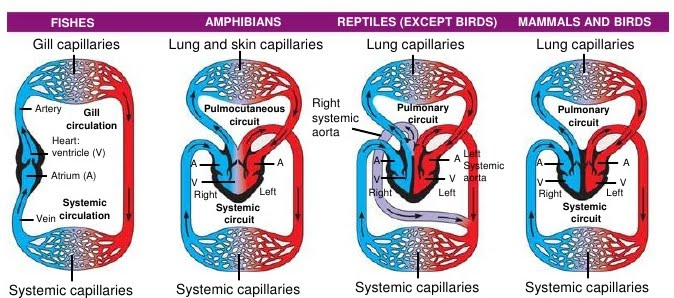 FISHES
AMPHIBIANS
REPTILES (EXCEPT BIRDS)
MAMMALS AND BIRDS
Gill capillaries
Artery
Gill
circulation
Heart:
ventricle (V)
Atrium (A)
Systemic
circulation
Vein
Systemic capillaries
Lung and skin capillaries
Pulmocutaneous
circuit
A
A
V
V
Right
Left
Systemic
circuit
Systemic capillaries
Lung capillaries
Right
systemic
aorta
Pulmonary
circuit
Left
Systemic
aorta
A
A
V
V
Right
Left
Systemic capillaries
Lung capillaries
Pulmonary
circuit
A
A
V
V
Right
Left
Systemic
circuit
Systemic capillaries